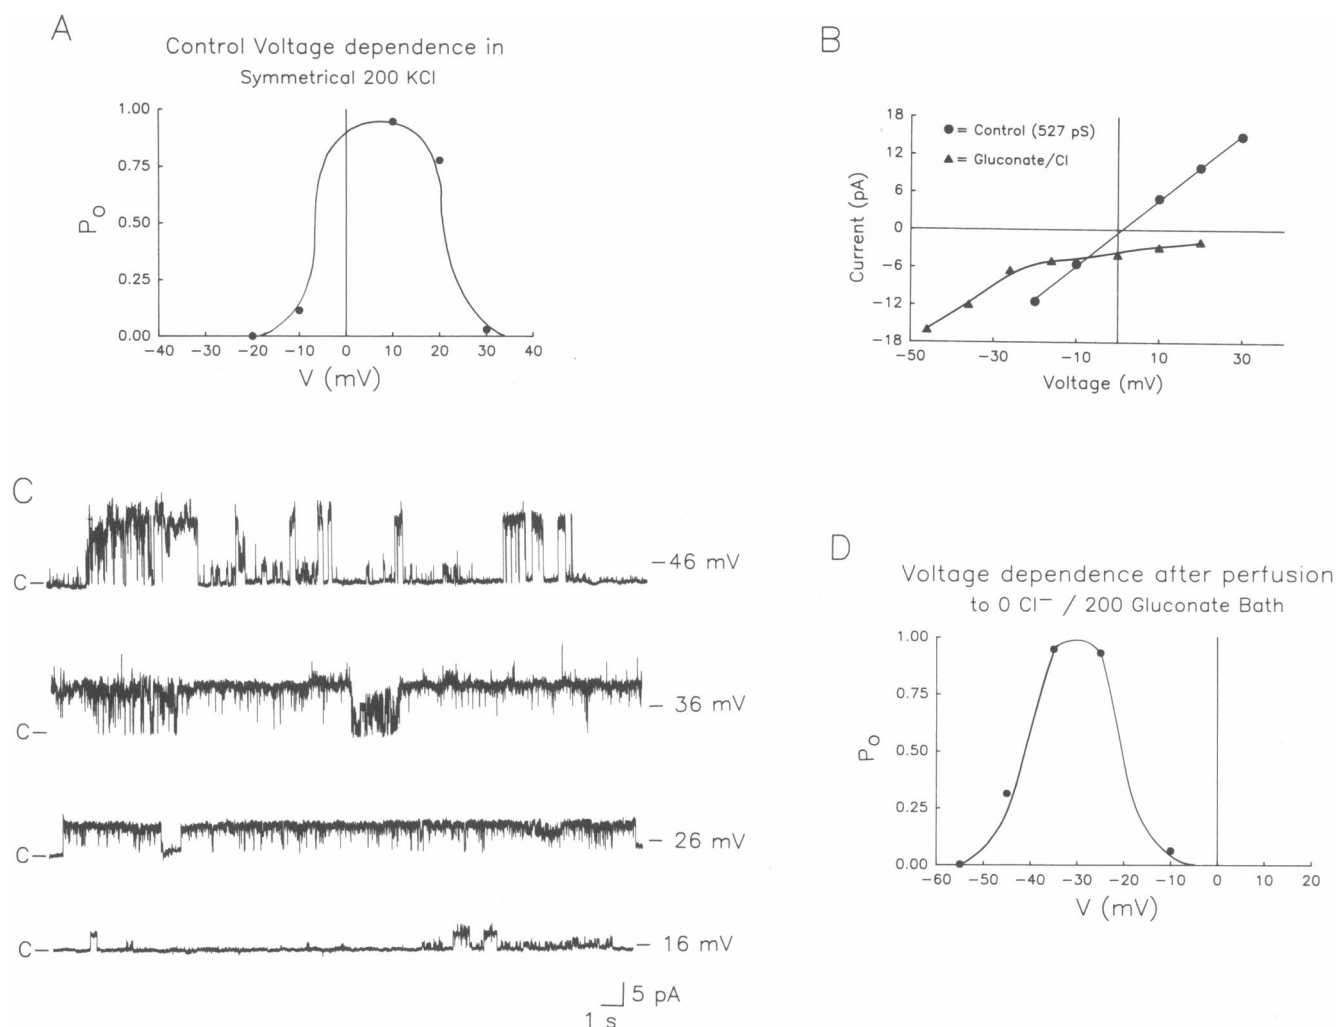 A
Control Voltage dependence in
Symmetrical 200 KCl
1.00
0.75
0.50
0.25
0.00
Po
-40 -30 -20 -10 0 10 20 30 40
V (mV)
B
18
12
6
0
-6
-12
-18
Current (pA)
= Control (527 pS)
= Gluconate/Cl
-50 -30 -10 10 30
Voltage (mV)
C
C-
-46 mV
C-
- 36 mV
C-
- 26 mV
C-
- 16 mV
5 pA
1 s
D
Voltage dependence after perfusion
to 0 Cl⁻ / 200 Gluconate Bath
1.00
0.75
0.50
0.25
0.00
Po
-60 -50 -40 -30 -20 -10 0 10 20
V (mV)